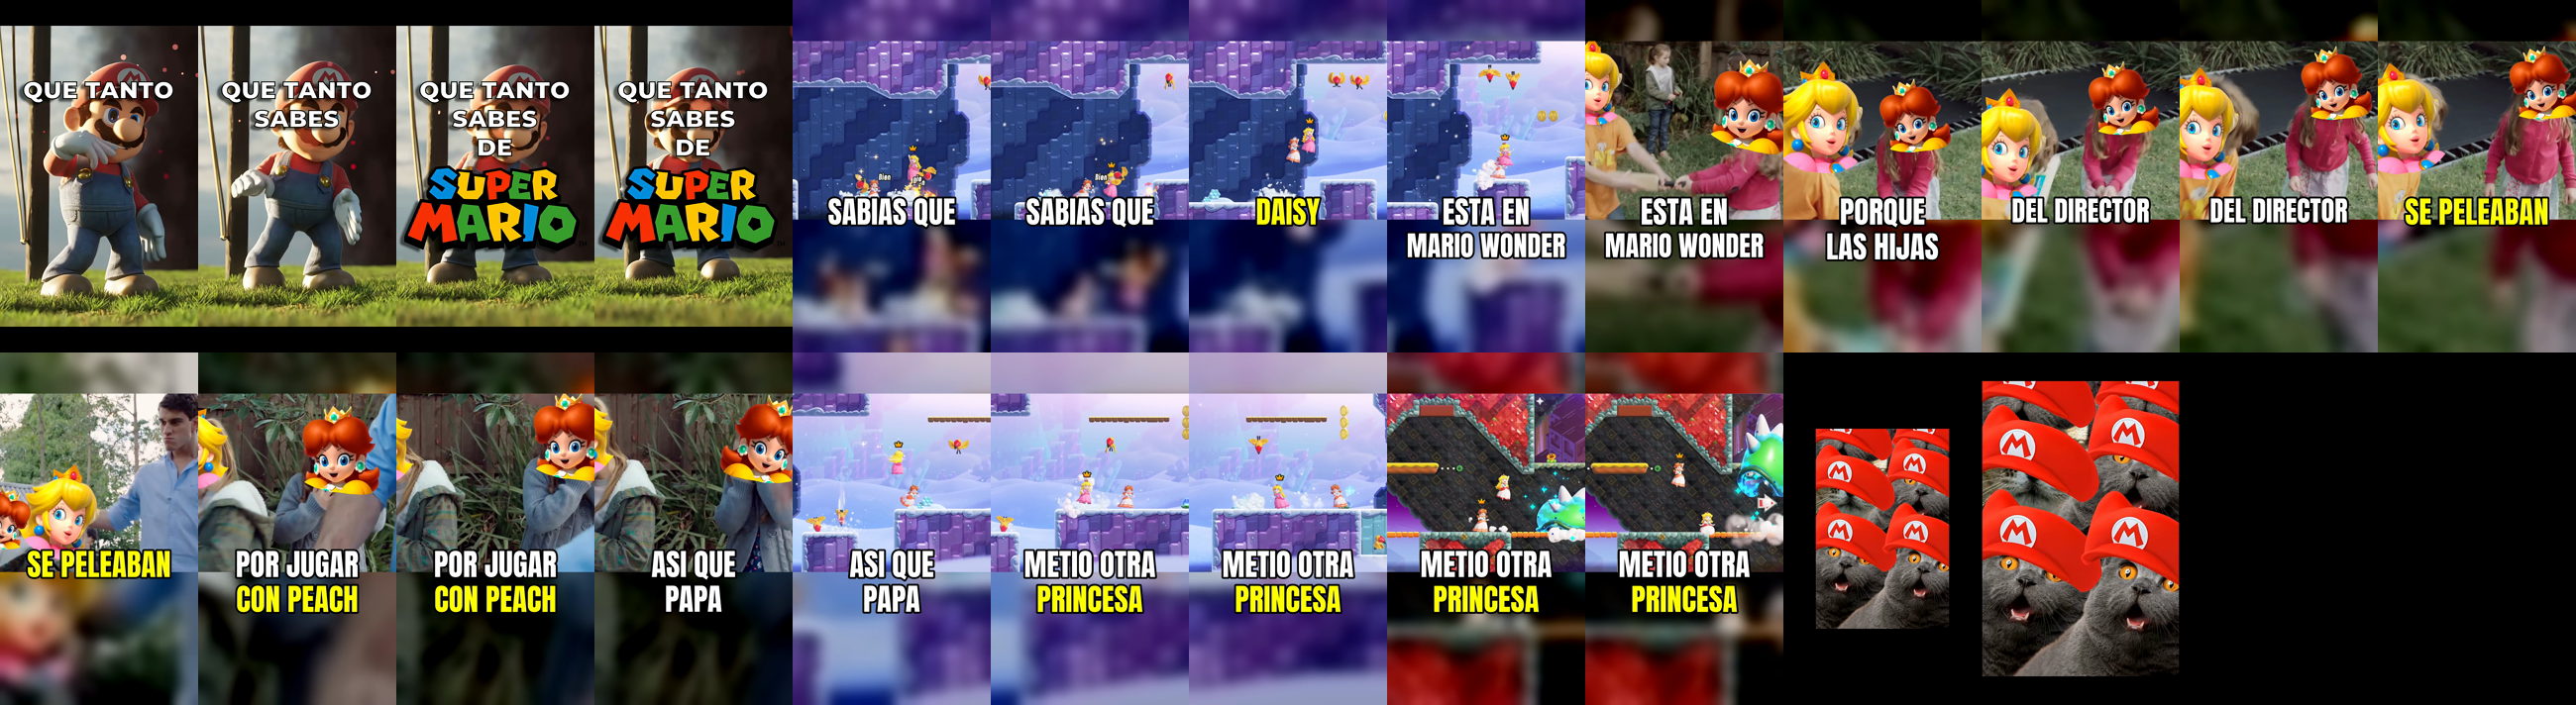 QUE TANTO
QUE TANTO
SABES
QUE TANTO
SABES
DE
SUPER
MARIO
QUE TANTO
SABES
DE
SUPER
MARIO
Bien
SABIAS QUE
Bien
SABIAS QUE
DAISY
ESTA EN
MARIO WONDER
ESTA EN
MARIO WONDER
PORQUE
LAS HIJAS
DEL DIRECTOR
DEL DIRECTOR
SE PELEABAN
SE PELEABAN
POR JUGAR
CON PEACH
POR JUGAR
CON PEACH
ASI QUE
PAPA
ASI QUE
PAPA
METIO OTRA
PRINCESA
METIO OTRA
PRINCESA
METIO OTRA
PRINCESA
METIO OTRA
PRINCESA
M
M
M
M
M
M
M
M